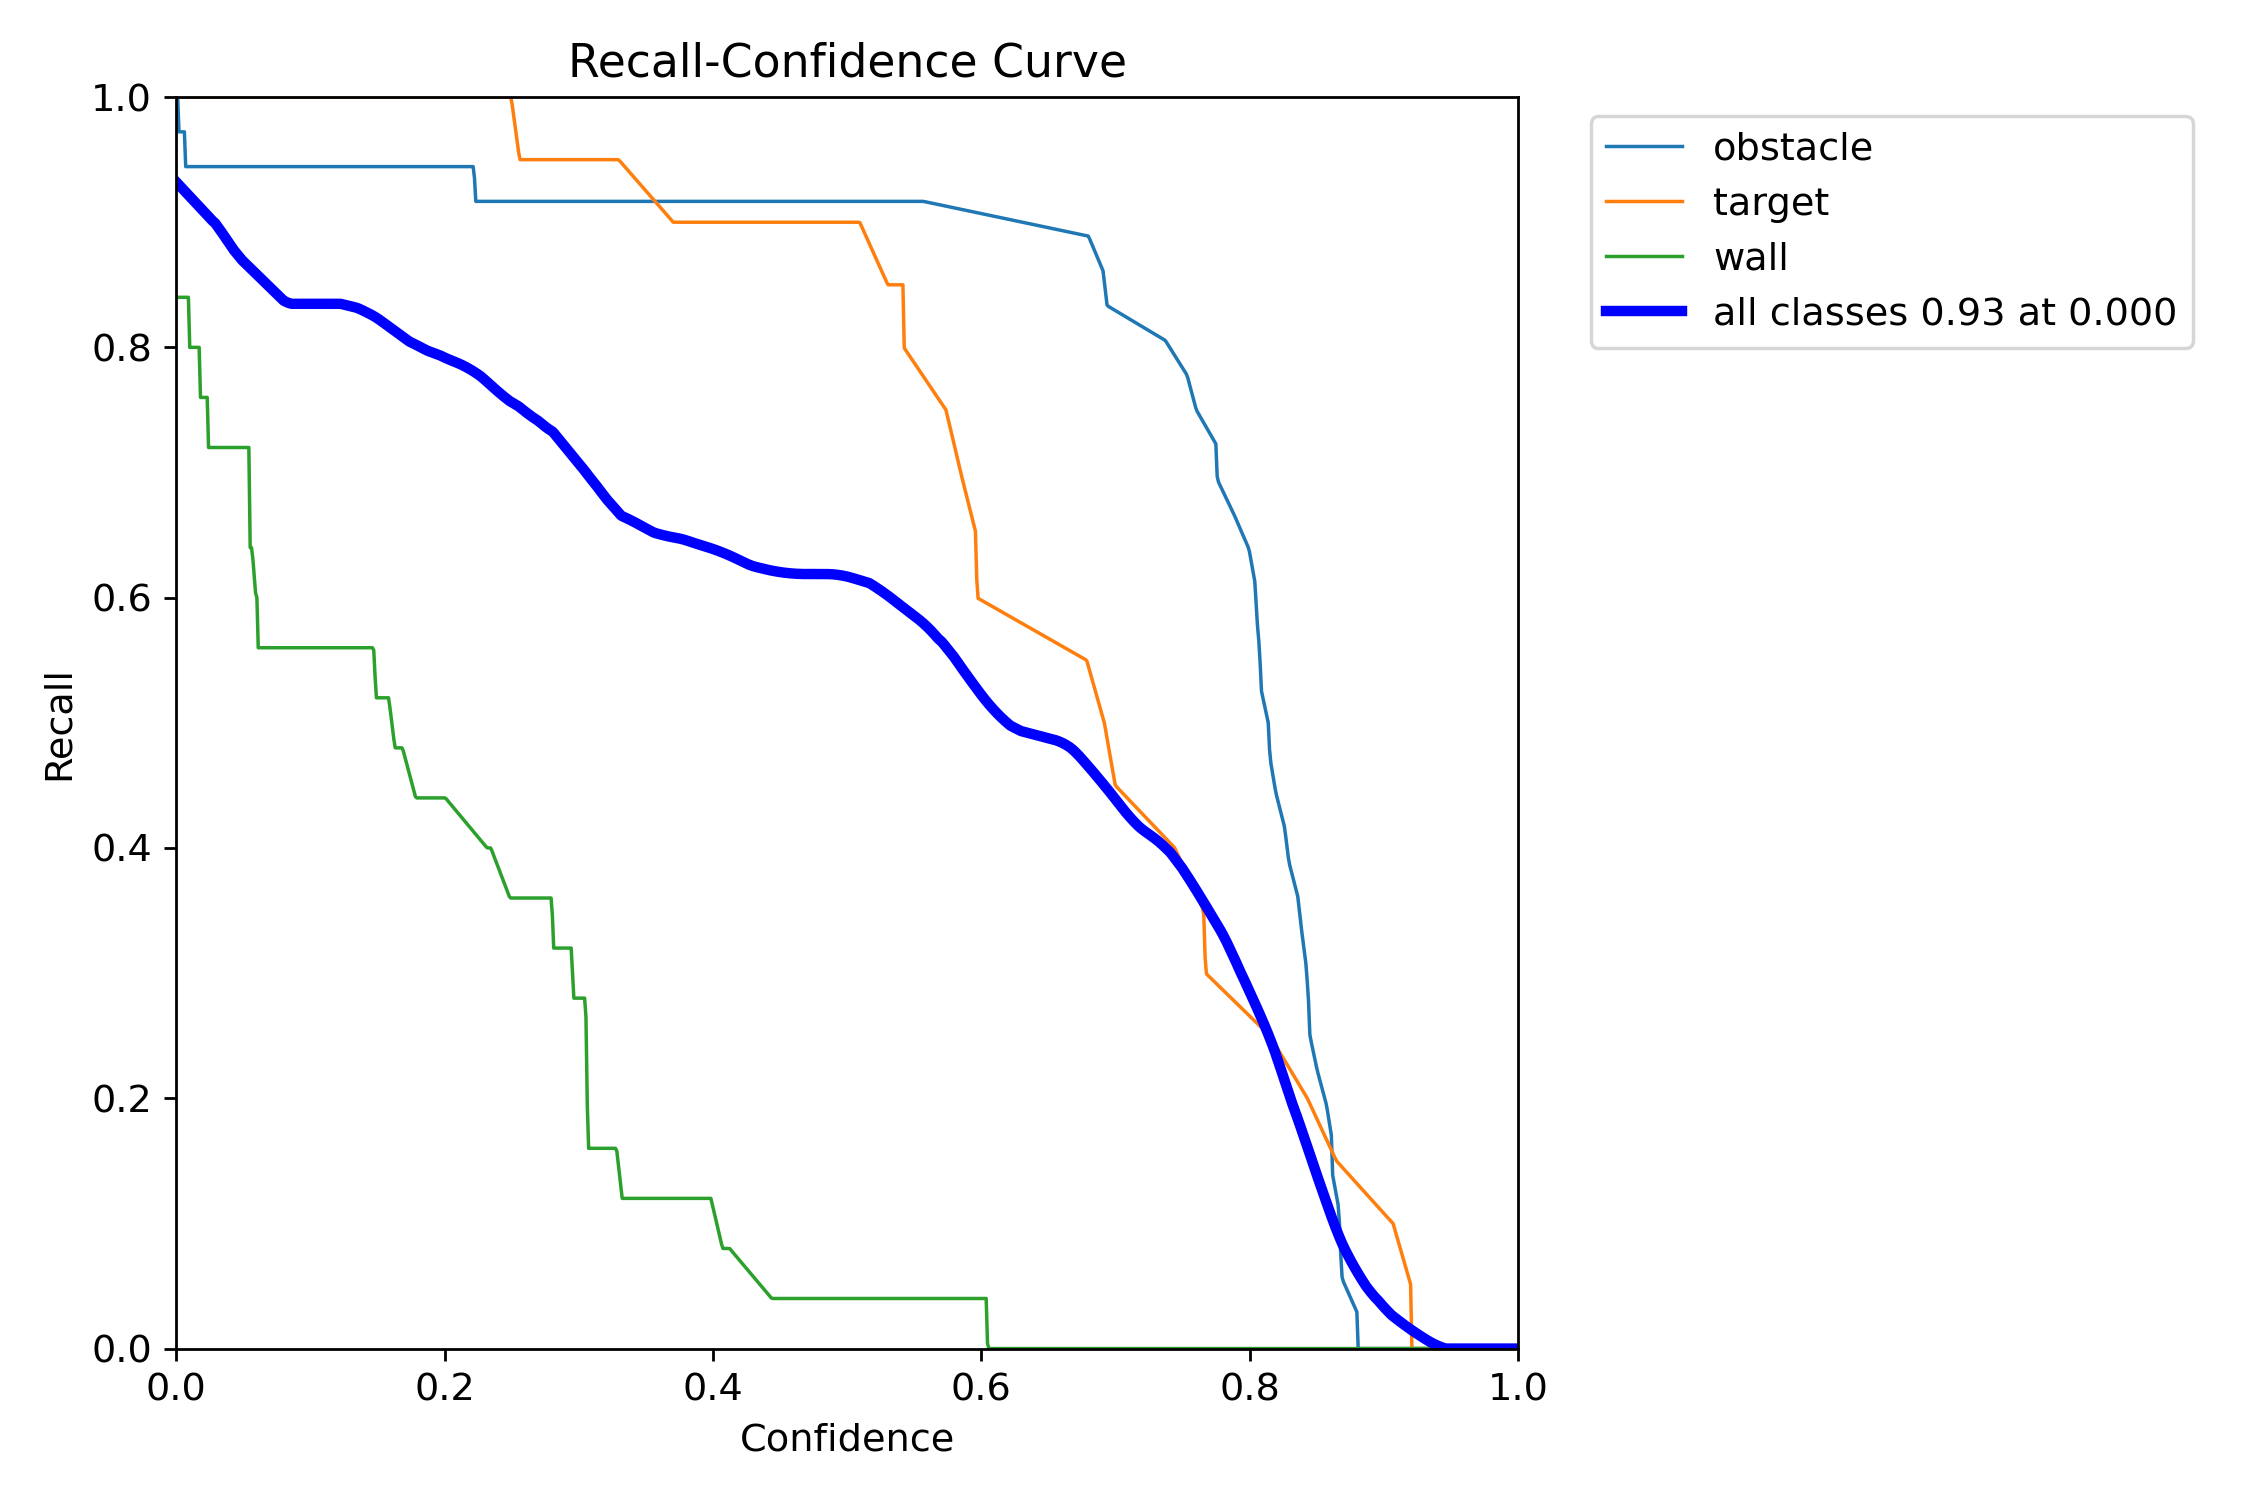 Recall-Confidence Curve
1.0
0.8
0.6
0.4
0.2
0.0
Recall
0.0 0.2 0.4 0.6 0.8 1.0
Confidence
obstacle
target
wall
all classes 0.93 at 0.000